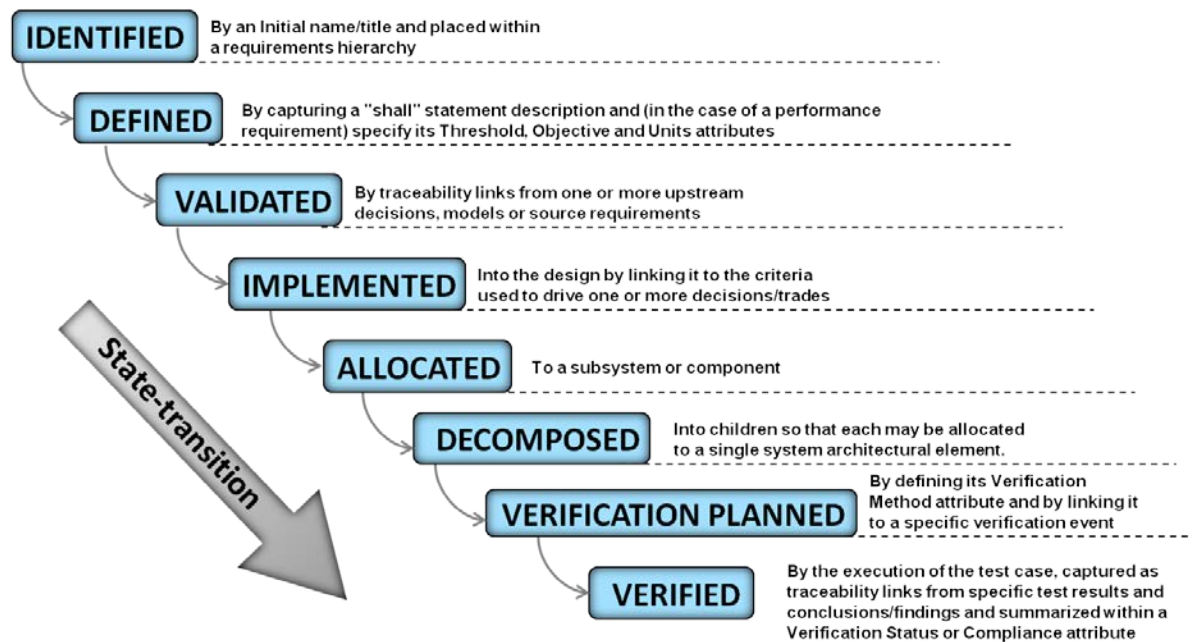 IDENTIFIED
By an Initial name/title and placed within
a requirements hierarchy
DEFINED
By capturing a "shall" statement description and (in the case of a performance
requirement) specify its Threshold, Objective and Units attributes
VALIDATED
By traceability links from one or more upstream
decisions, models or source requirements
IMPLEMENTED
Into the design by linking it to the criteria
used to drive one or more decisions/trades
ALLOCATED
To a subsystem or component
DECOMPOSED
Into children so that each may be allocated
to a single system architectural element.
VERIFICATION PLANNED
By defining its Verification
Method attribute and by linking it
to a specific verification event
VERIFIED
By the execution of the test case, captured as
traceability links from specific test results and
conclusions/findings and summarized within a
Verification Status or Compliance attribute
State-transition